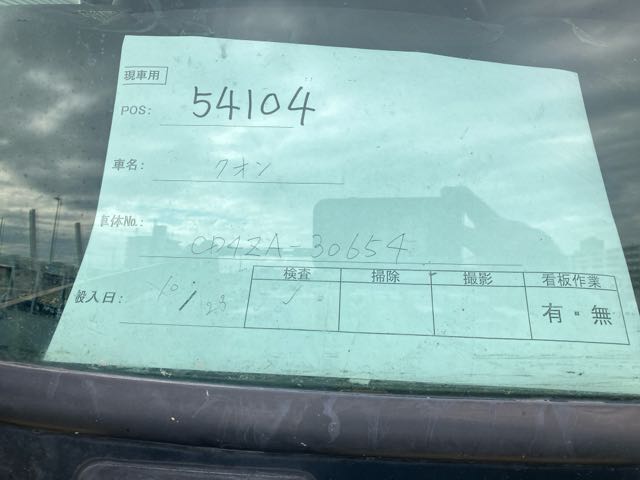 現車用
POS: 54104
車名: クオン
車体No.: CD4ZA-30654
搬入日: 10/23
検査 掃除 撮影 看板作業
✓ 有・無